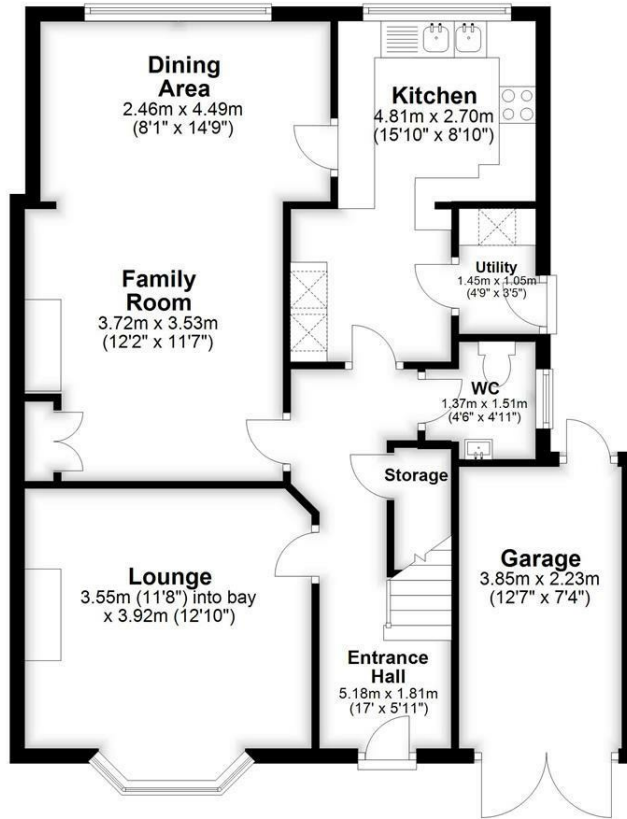 Dining
Area
2.46m x 4.49m
(8'1" x 14'9")
Kitchen
4.81m x 2.70m
(15'10" x 8'10")
Utility
1.45m x 1.05m
(4'9" x 3'5")
Family
Room
3.72m x 3.53m
(12'2" x 11'7")
WC
1.37m x 1.51m
(4'6" x 4'11")
Storage
Lounge
3.55m (11'8") into bay
x 3.92m (12'10")
Garage
3.85m x 2.23m
(12'7" x 7'4")
Entrance
Hall
5.18m x 1.81m
(17' x 5'11")